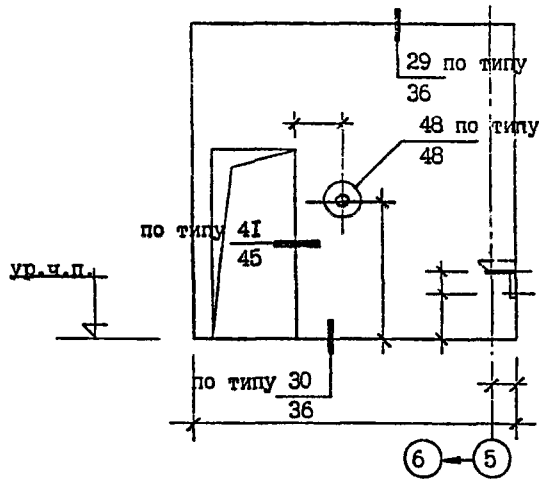 29 по типу
36
48 по типу
48
по типу 41
45
ур.ч.п.
по типу 30
36
6 5